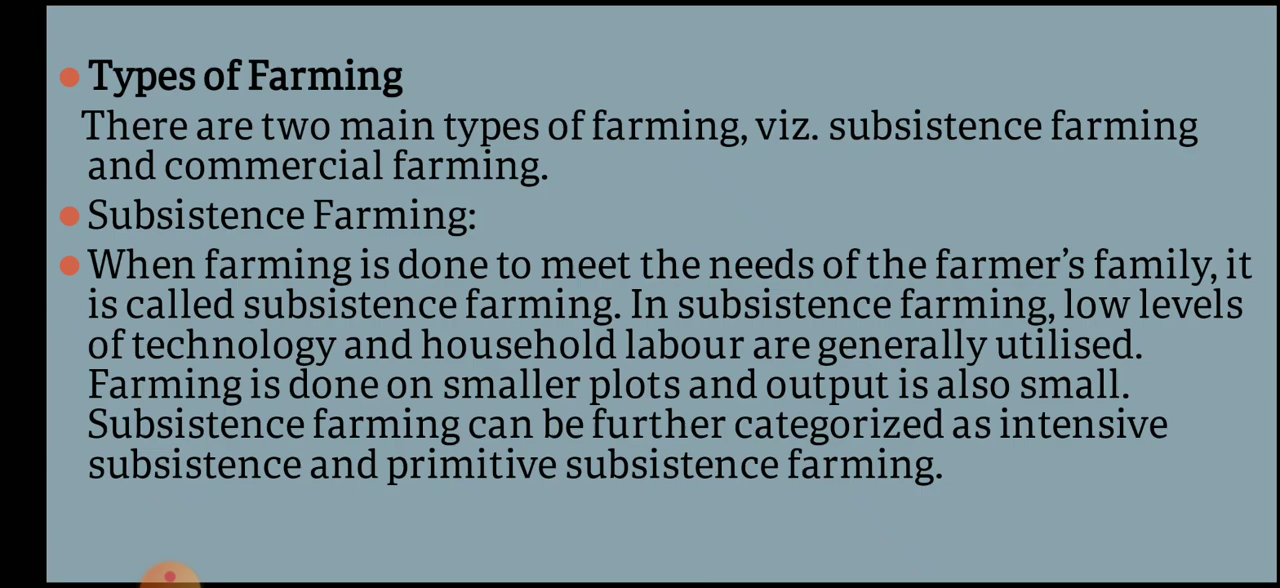 Types of Farming
There are two main types of farming, viz. subsistence farming
and commercial farming.
Subsistence Farming:
When farming is done to meet the needs of the farmer’s family, it
is called subsistence farming. In subsistence farming, low levels
of technology and household labour are generally utilised.
Farming is done on smaller plots and output is also small.
Subsistence farming can be further categorized as intensive
subsistence and primitive subsistence farming.